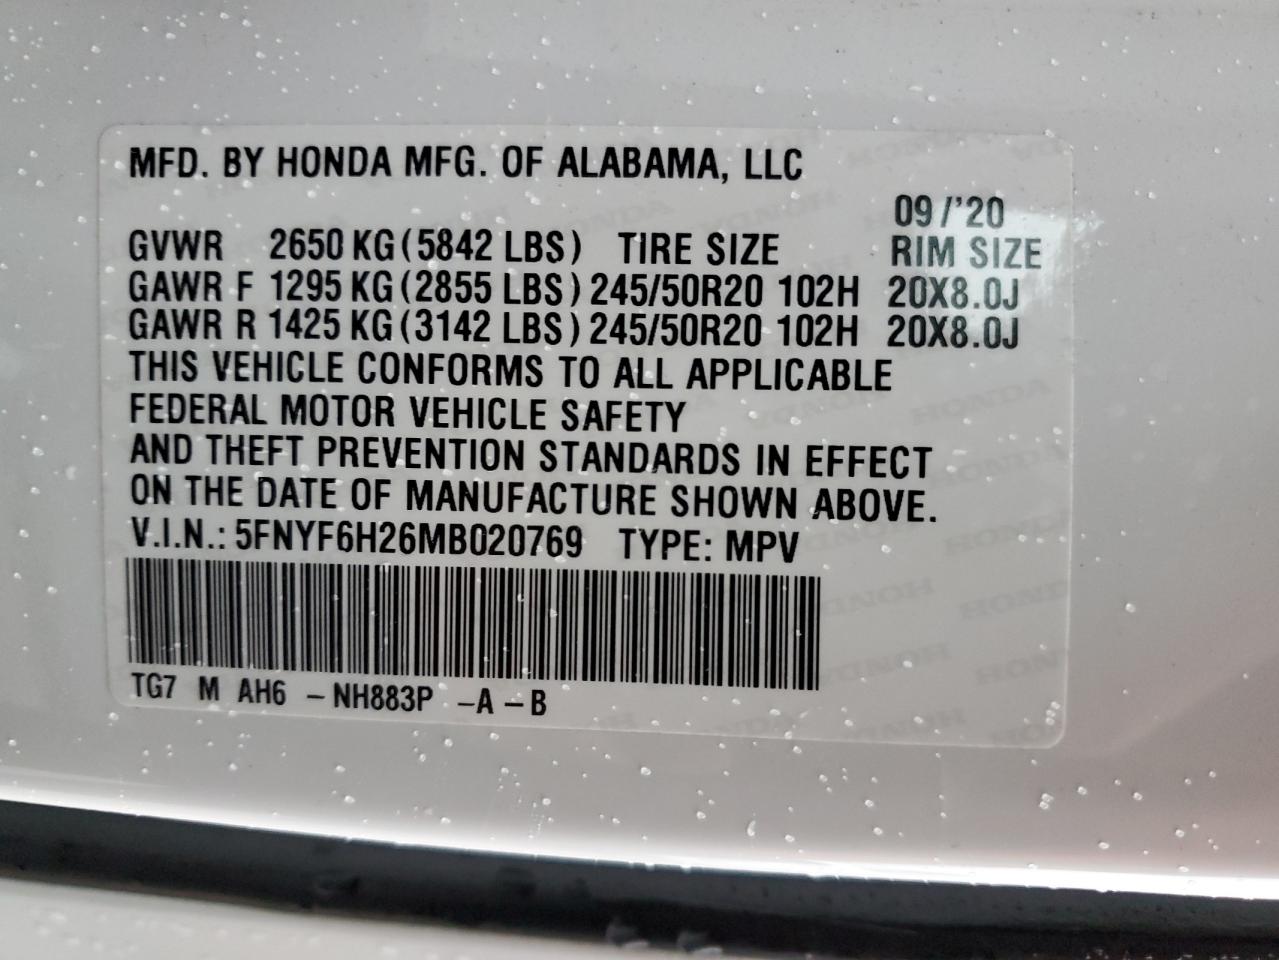 MFD. BY HONDA MFG. OF ALABAMA, LLC
09/'20
GVWR 2650 KG (5842 LBS) TIRE SIZE RIM SIZE
GAWR F 1295 KG (2855 LBS) 245/50R20 102H 20X8.0J
GAWR R 1425 KG (3142 LBS) 245/50R20 102H 20X8.0J
THIS VEHICLE CONFORMS TO ALL APPLICABLE
FEDERAL MOTOR VEHICLE SAFETY
AND THEFT PREVENTION STANDARDS IN EFFECT
ON THE DATE OF MANUFACTURE SHOWN ABOVE.
V.I.N.: 5FNYF6H26MB020769 TYPE: MPV
TG7 M AH6 – NH883P –A – B